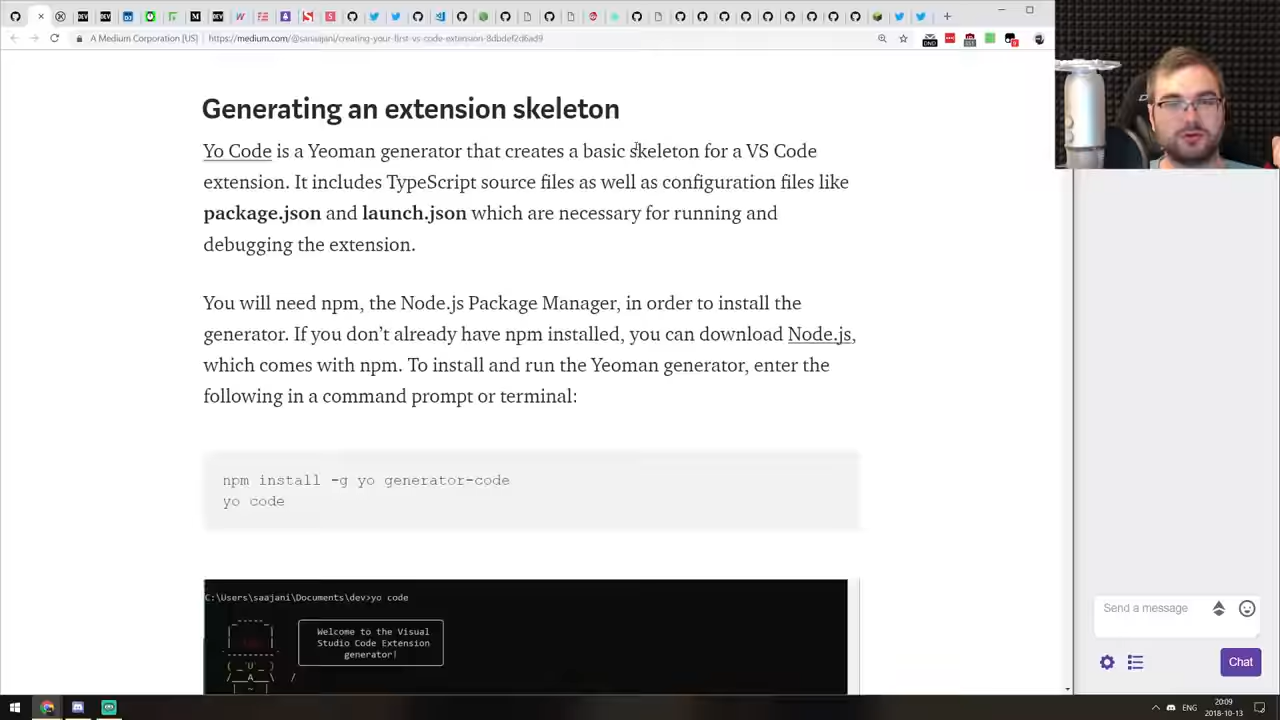 A Medium Corporation [US]
https://medium.com/@sanaajani/creating-your-first-vs-code-extension-8dbdef2d6ad9
Generating an extension skeleton
Yo Code is a Yeoman generator that creates a basic skeleton for a VS Code
extension. It includes TypeScript source files as well as configuration files like
package.json and launch.json which are necessary for running and
debugging the extension.
You will need npm, the Node.js Package Manager, in order to install the
generator. If you don’t already have npm installed, you can download Node.js,
which comes with npm. To install and run the Yeoman generator, enter the
following in a command prompt or terminal:
npm install -g yo generator-code
yo code
C:\Users\saajani\Documents\dev>yo code
Welcome to the Visual
Studio Code Extension
generator!
Send a message
Chat
ENG
20:09
2018-10-13